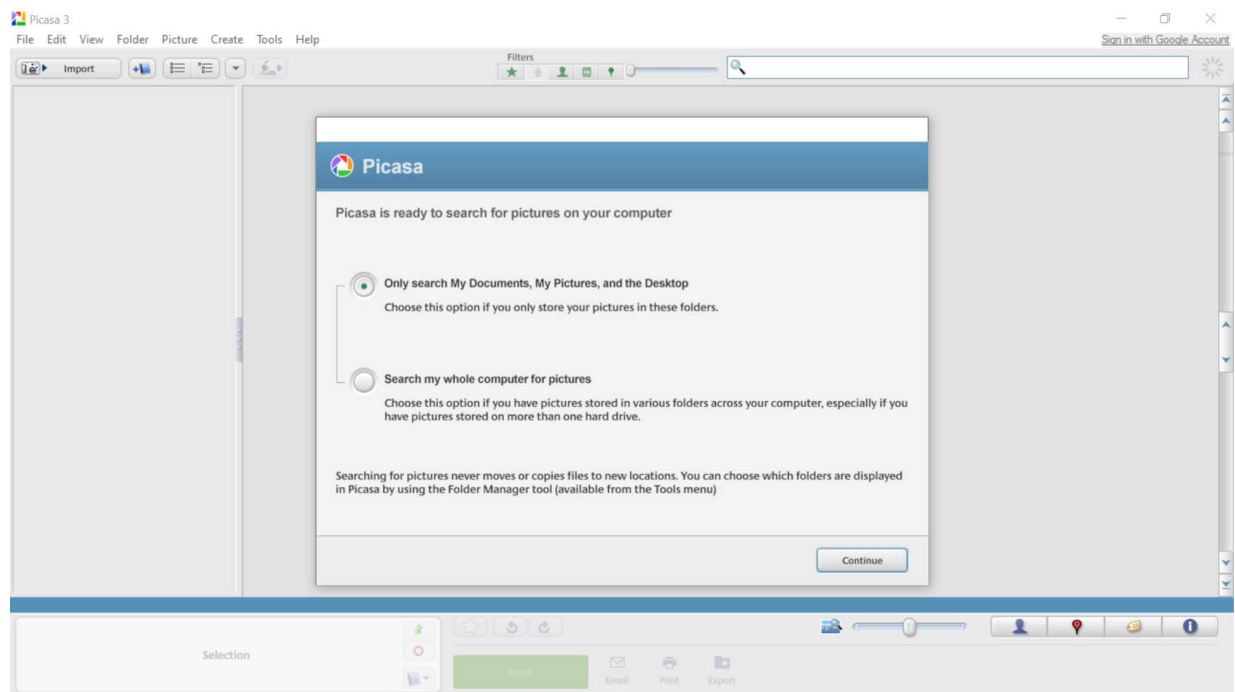 Picasa 3
File Edit View Folder Picture Create Tools Help
Sign in with Google Account
Import
Filters
Picasa
Picasa is ready to search for pictures on your computer
Only search My Documents, My Pictures, and the Desktop
Choose this option if you only store your pictures in these folders.
Search my whole computer for pictures
Choose this option if you have pictures stored in various folders across your computer, especially if you
have pictures stored on more than one hard drive.
Searching for pictures never moves or copies files to new locations. You can choose which folders are displayed
in Picasa by using the Folder Manager tool (available from the Tools menu)
Continue
Selection
Share
Email Print Export